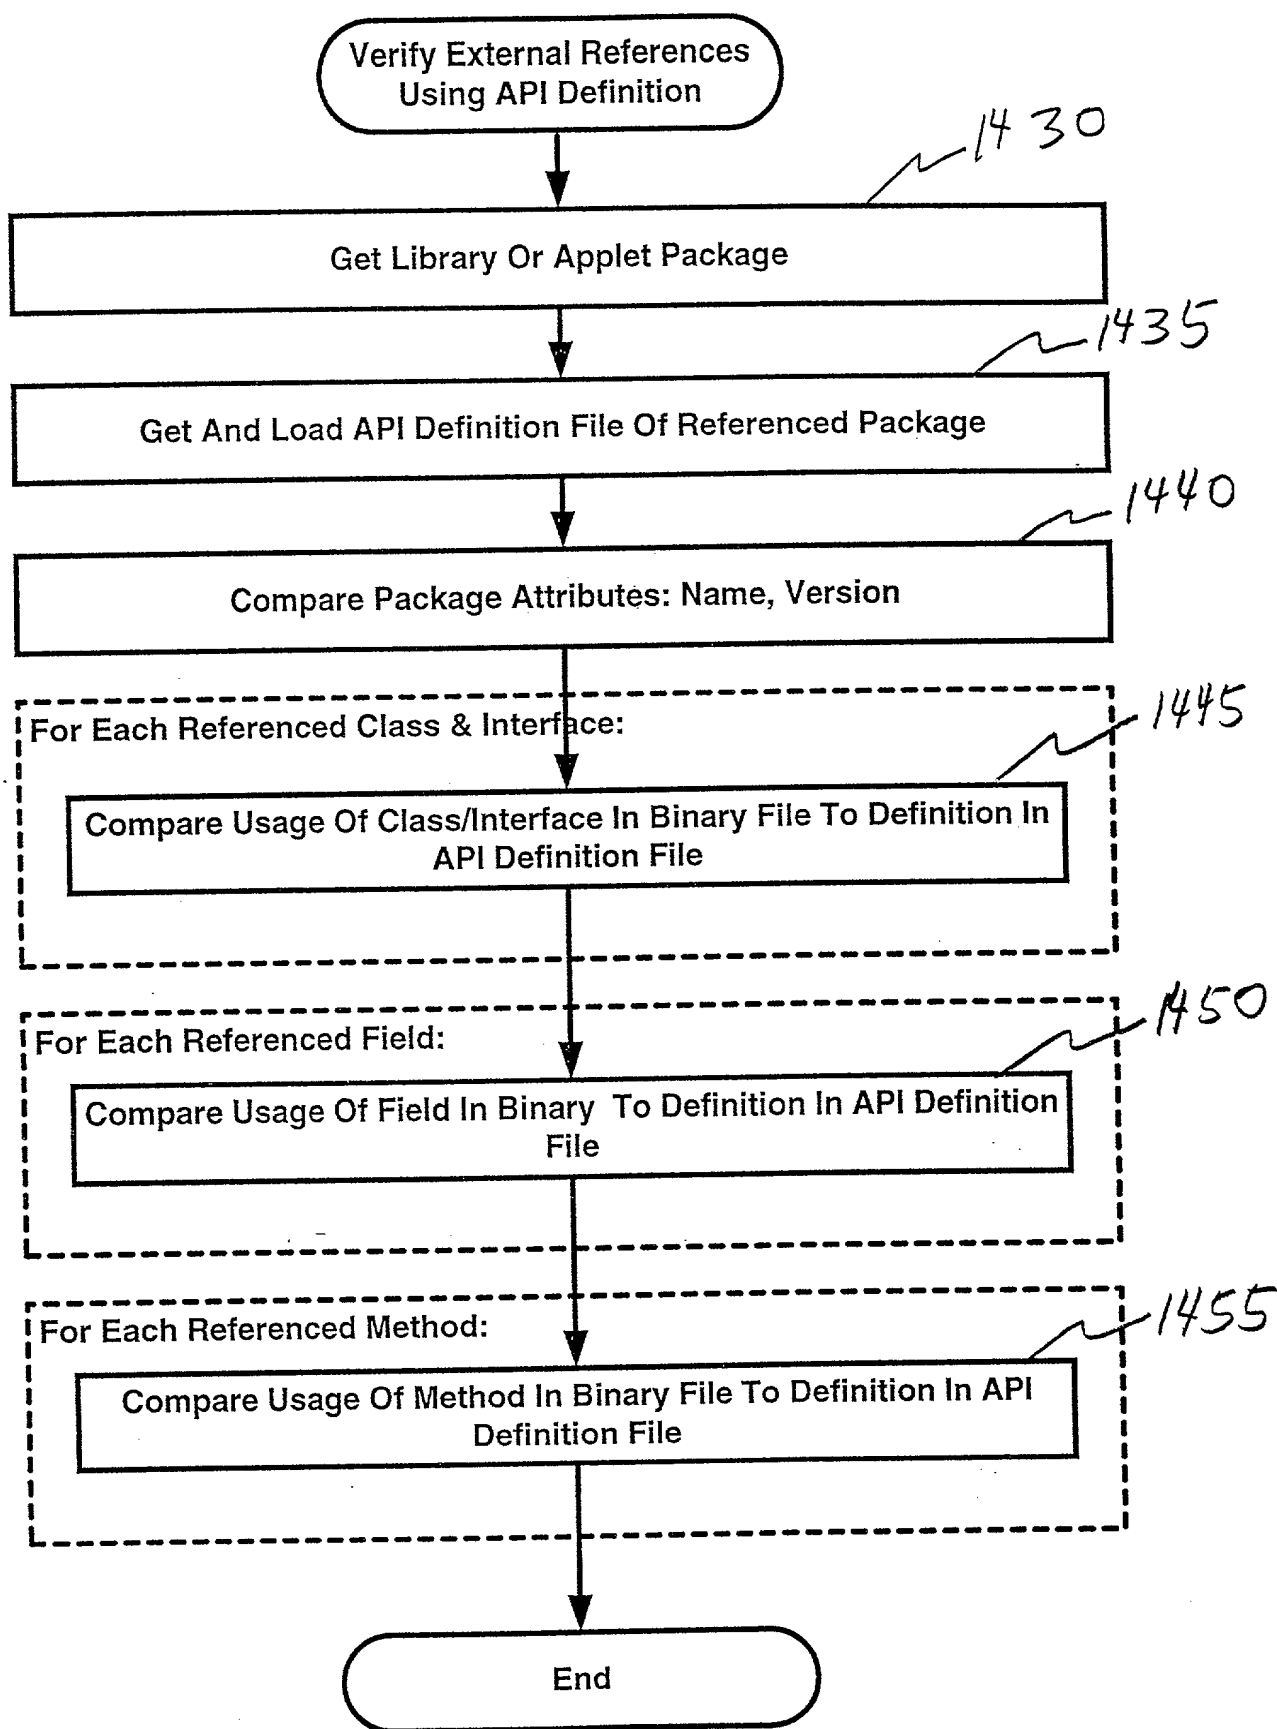 Verify External References
Using API Definition
1430
Get Library Or Applet Package
1435
Get And Load API Definition File Of Referenced Package
1440
Compare Package Attributes: Name, Version
For Each Referenced Class & Interface:
1445
Compare Usage Of Class/Interface In Binary File To Definition In
API Definition File
For Each Referenced Field:
1450
Compare Usage Of Field In Binary To Definition In API Definition
File
For Each Referenced Method:
1455
Compare Usage Of Method In Binary File To Definition In API
Definition File
End